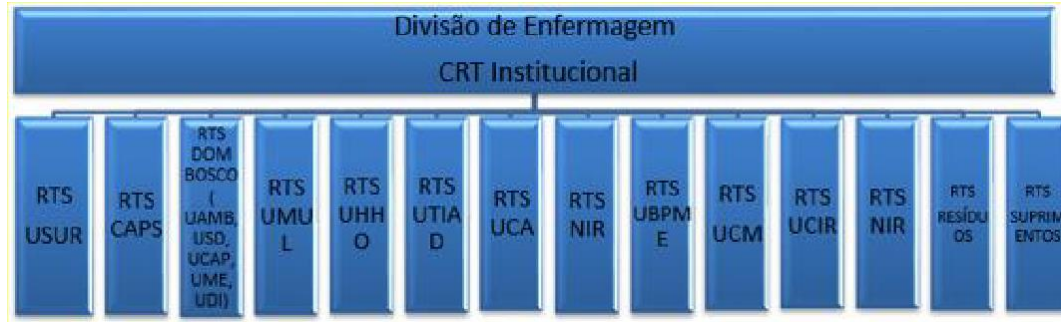 Divisão de Enfermagem
CRT Institucional
RTS
USUR
RTS
CAPS
RTS
DOM
BOSCO
(
UAMB,
USD,
UCAP,
UME,
UDI)
RTS
UMU
L
RTS
UHH
O
RTS
UTIA
D
RTS
UCA
RTS
NIR
RTS
UBPM
E
RTS
UCM
RTS
UCIR
RTS
NIR
RTS
RESÍDU
OS
RTS
SUPRIM
ENTOS